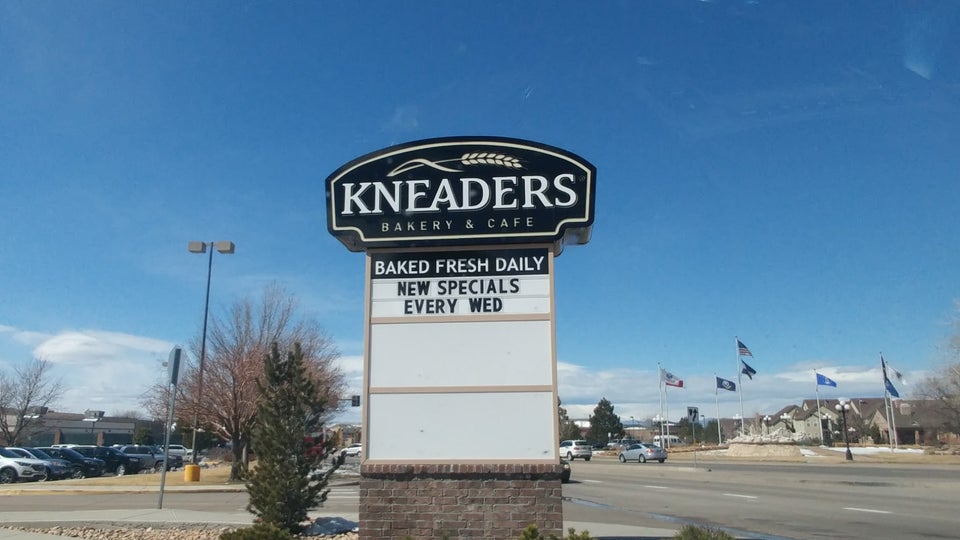 KNEADERS
BAKERY & CAFE
BAKED FRESH DAILY
NEW SPECIALS
EVERY WED